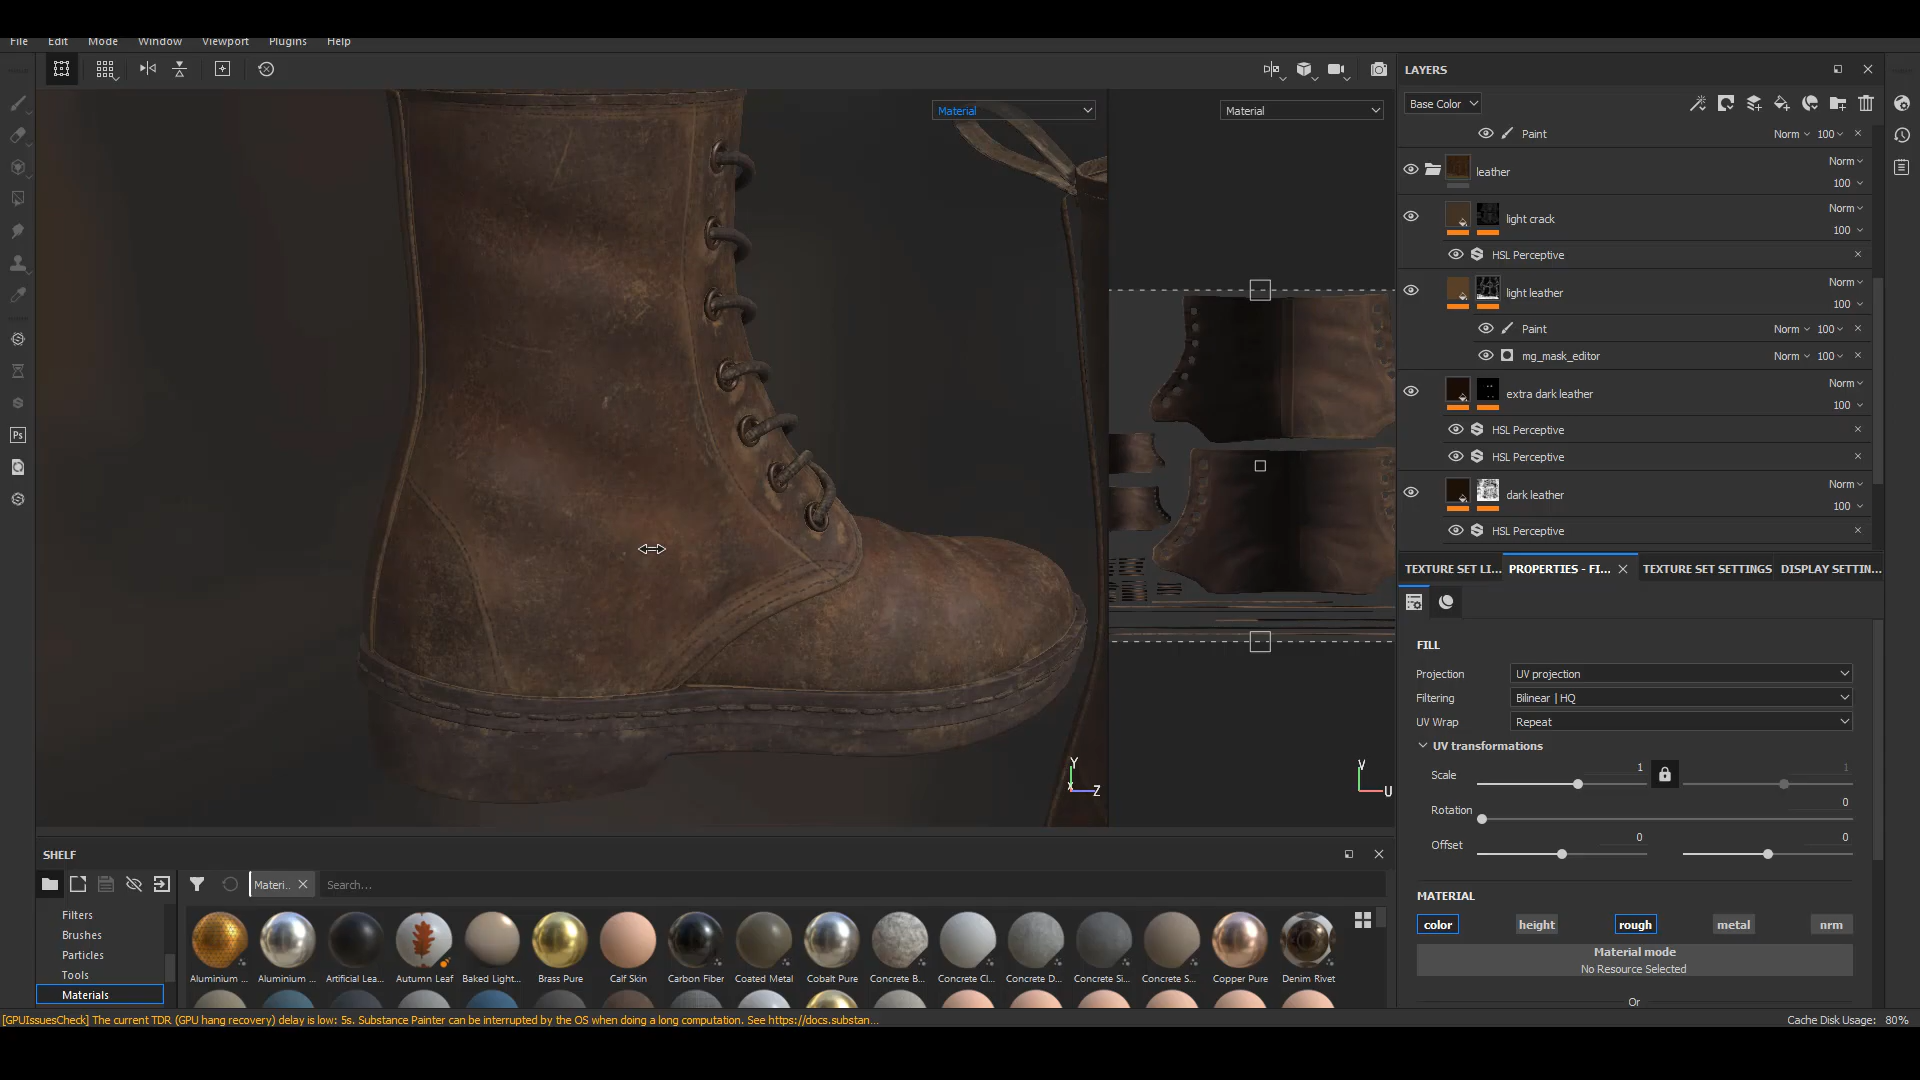 File Edit Mode Window Viewport Plugins Help
Material
Material
LAYERS
Base Color
Paint Norm 100
leather Norm 100
light crack Norm 100
HSL Perceptive
light leather Norm 100
Paint Norm 100
mg_mask_editor Norm 100
extra dark leather Norm 100
HSL Perceptive
HSL Perceptive
dark leather Norm 100
HSL Perceptive
Ps
Y
X
Z
V
U
TEXTURE SET LI... PROPERTIES - FI... TEXTURE SET SETTINGS DISPLAY SETTIN...
FILL
Projection UV projection
Filtering Bilinear | HQ
UV Wrap Repeat
UV transformations
Scale 1 1
Rotation 0
Offset 0 0
MATERIAL
color height rough metal nrm
Material mode
No Resource Selected
Or
SHELF
Materi.. Search...
Filters
Brushes
Particles
Tools
Materials
Aluminium ... Aluminium ... Artificial Lea... Autumn Leaf Baked Light... Brass Pure Calf Skin Carbon Fiber Coated Metal Cobalt Pure Concrete B... Concrete Cl... Concrete D... Concrete Si... Concrete S... Copper Pure Denim Rivet
[GPUIssuesCheck] The current TDR (GPU hang recovery) delay is low: 5s. Substance Painter can be interrupted by the OS when doing a long computation. See https://docs.substan...
Cache Disk Usage: 80%